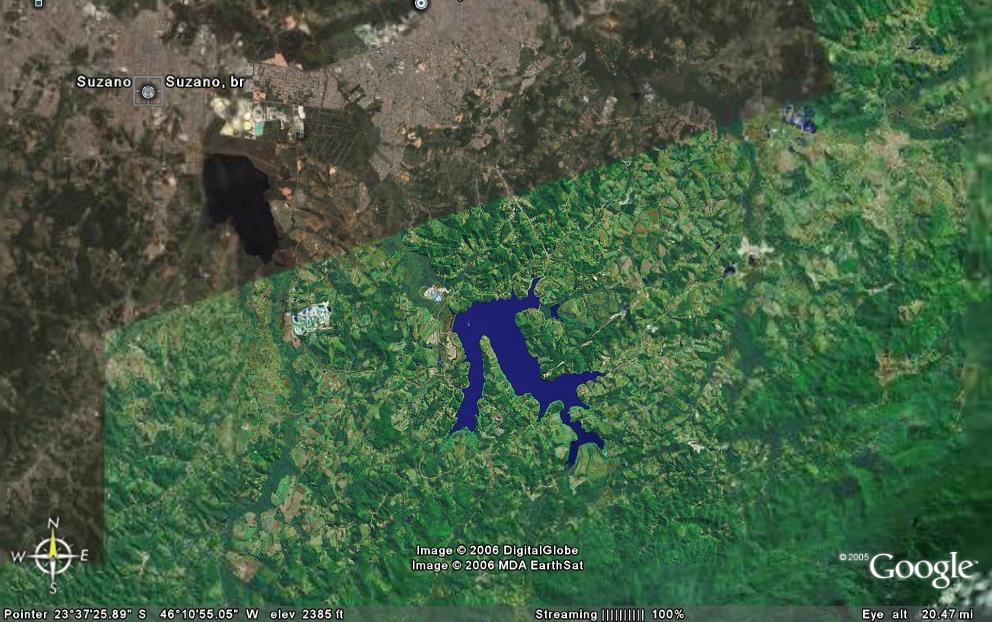 Suzano Suzano, br
N
W E
S
Image © 2006 DigitalGlobe
Image © 2006 MDA EarthSat
©2005 Google™
Pointer 23°37'25.89" S 46°10'55.05" W elev 2385 ft Streaming |||||||||| 100% Eye alt 20.47 mi